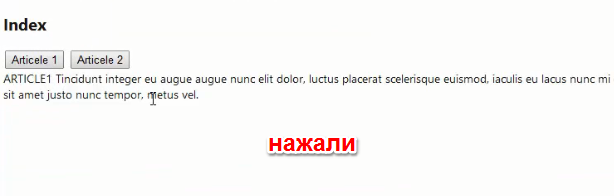 Index
Articele 1 Articele 2
ARTICLE1 Tincidunt integer eu augue augue nunc elit dolor, luctus placerat scelerisque euismod, iaculis eu lacus nunc mi
sit amet justo nunc tempor, metus vel.
нажали